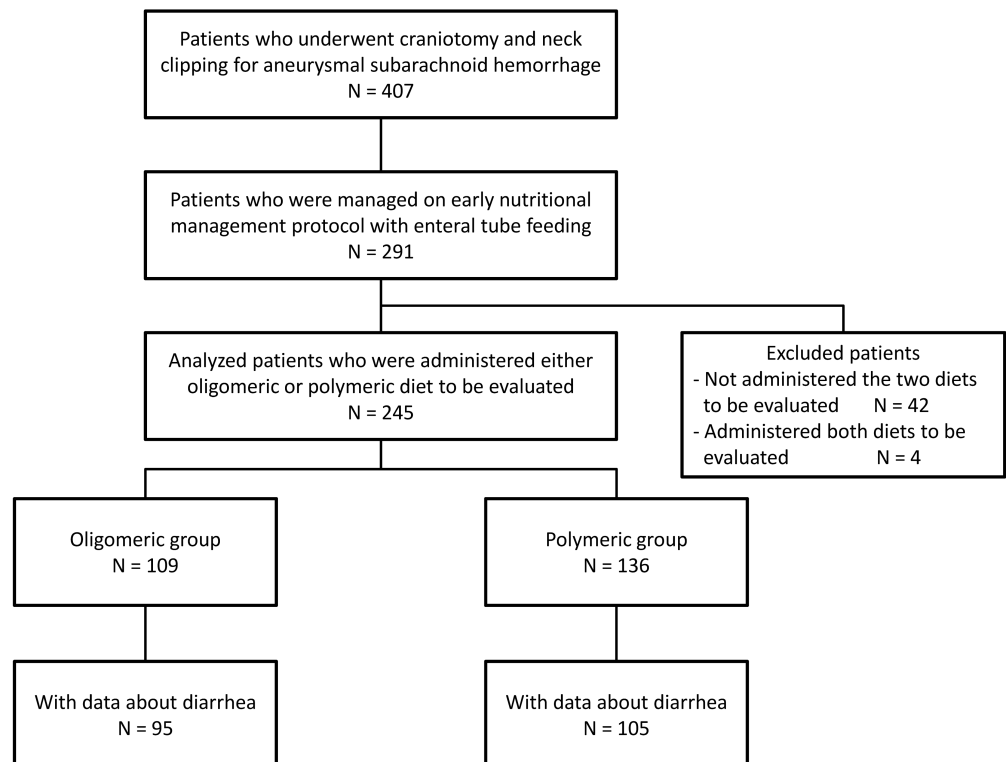 Patients who underwent craniotomy and neck
clipping for aneurysmal subarachnoid hemorrhage
N = 407
Patients who were managed on early nutritional
management protocol with enteral tube feeding
N = 291
Analyzed patients who were administered either
oligomeric or polymeric diet to be evaluated
N = 245
Excluded patients
- Not administered the two diets
to be evaluated N = 42
- Administered both diets to be
evaluated N = 4
Oligomeric group
N = 109
Polymeric group
N = 136
With data about diarrhea
N = 95
With data about diarrhea
N = 105